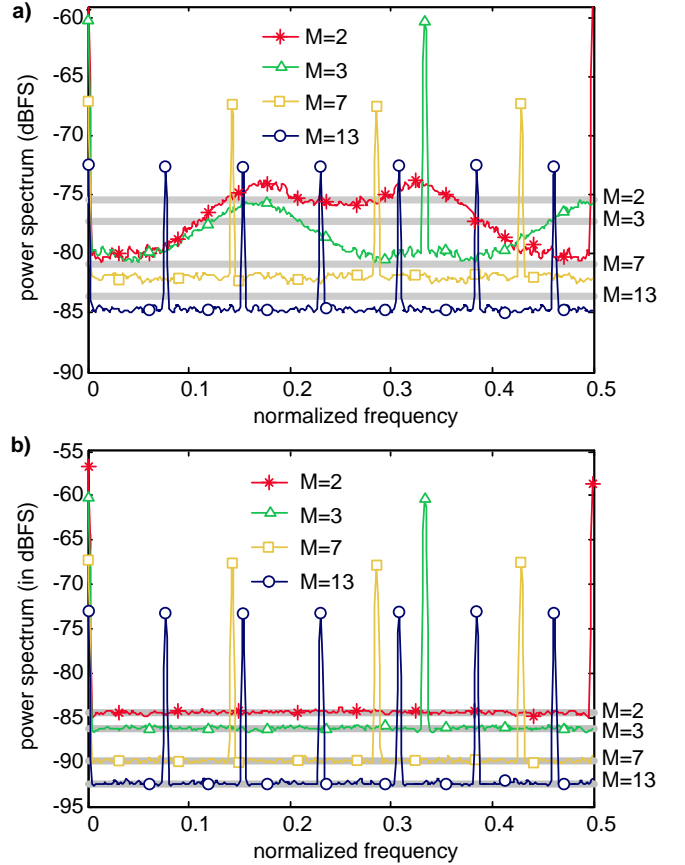 a)
-60
-65
-70
-75
-80
-85
-90
power spectrum (dBFS)
M=2
M=3
M=7
M=13
M=2
M=3
M=7
M=13
0 0.1 0.2 0.3 0.4 0.5
normalized frequency
b)
-55
-60
-65
-70
-75
-80
-85
-90
-95
power spectrum (in dBFS)
M=2
M=3
M=7
M=13
M=2
M=3
M=7
M=13
0 0.1 0.2 0.3 0.4 0.5
normalized frequency